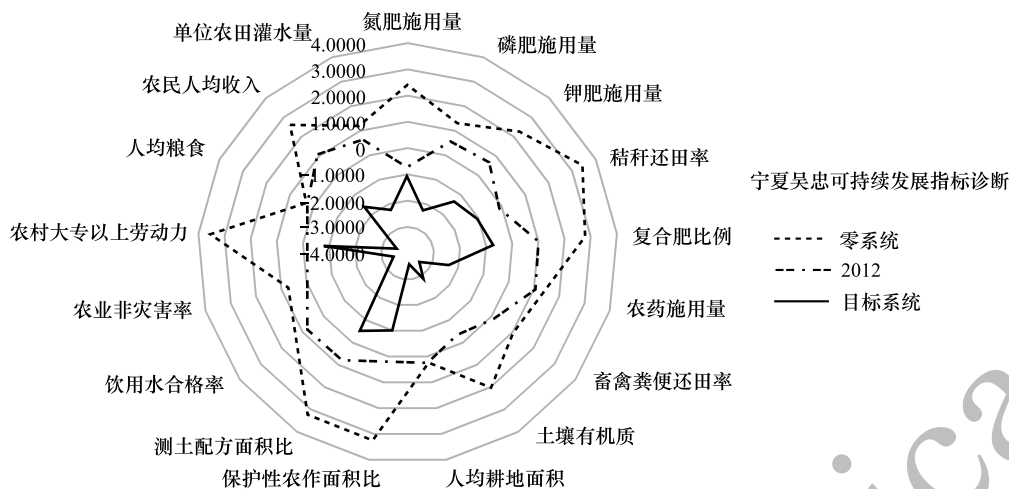 氮肥施用量
磷肥施用量
钾肥施用量
秸秆还田率
复合肥比例
农药施用量
畜禽粪便还田率
土壤有机质
人均耕地面积
保护性农作面积比
测土配方面积比
饮用水合格率
农业非灾害率
农村大专以上劳动力
人均粮食
农民人均收入
单位农田灌水量
4.0000
3.0000
2.0000
1.0000
0
-1.0000
-2.0000
-3.0000
-4.0000
宁夏吴忠可持续发展指标诊断
零系统
2012
目标系统
ica